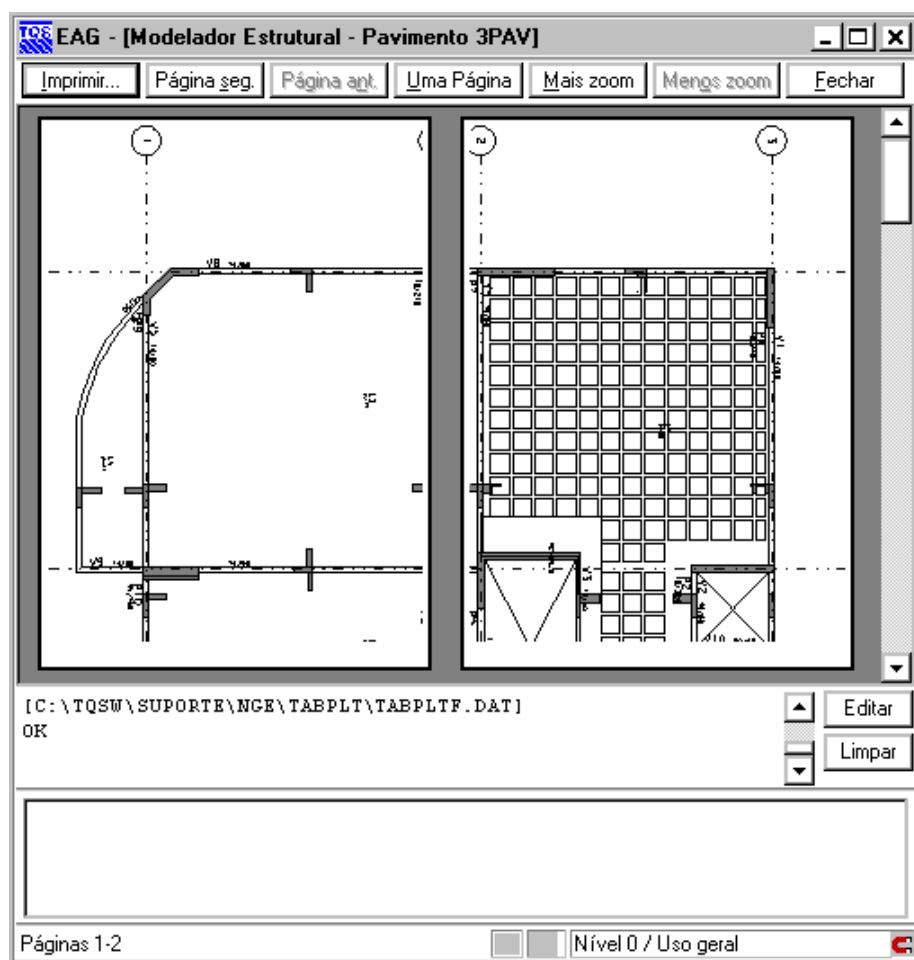 TQS EAG - [Modelador Estrutural - Pavimento 3PAV]
Imprimir... Página seg. Página ant. Uma Página Mais zoom Menos zoom Fechar
[C:\TQSW\SUPORTE\NGE\TABPLT\TABPLTF.DAT]
OK
Editar
Limpar
Páginas 1-2
Nível 0 / Uso geral